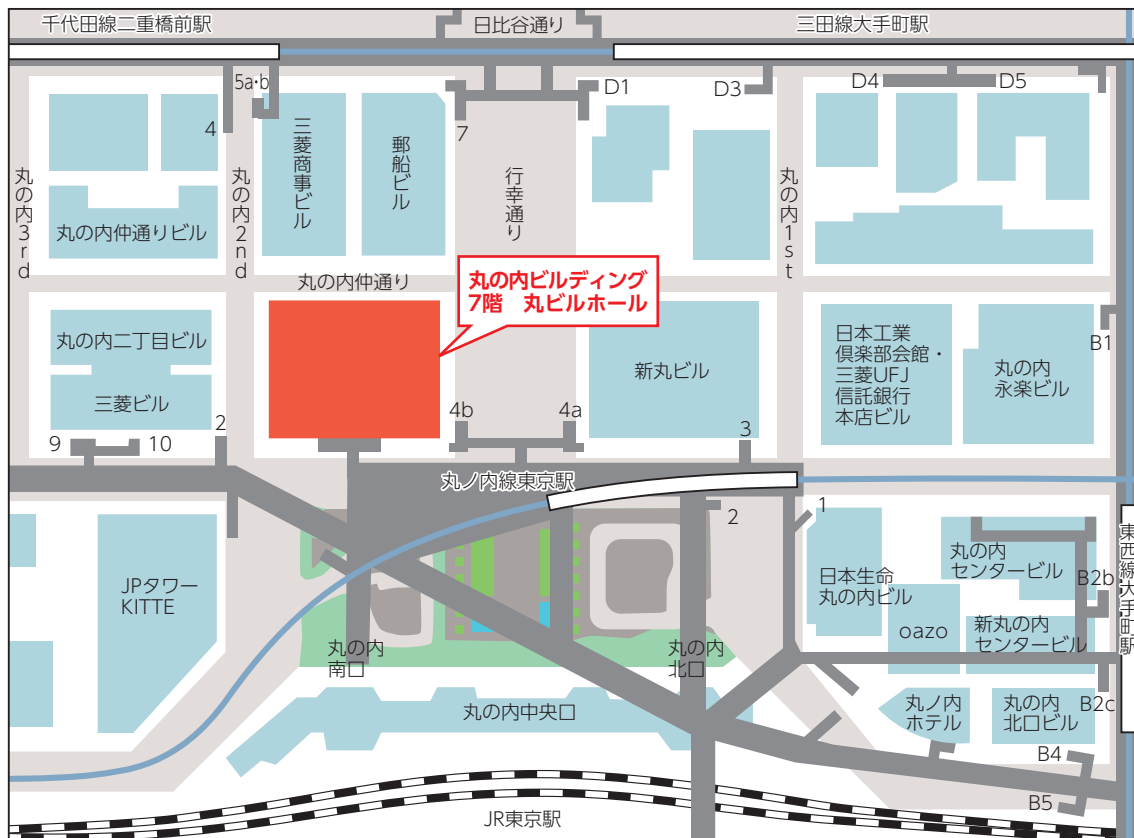 千代田線二重橋前駅
日比谷通り
三田線大手町駅
5a・b
D1
D3
D4
D5
4
7
三菱商事ビル
郵船ビル
行幸通り
丸の内3rd
丸の内2nd
丸の内1st
丸の内仲通りビル
丸の内仲通り
丸の内ビルディング
7階　丸ビルホール
丸の内二丁目ビル
三菱ビル
新丸ビル
日本工業
倶楽部会館・
三菱UFJ
信託銀行
本店ビル
丸の内
永楽ビル
B1
9
10
2
4b
4a
3
丸ノ内線東京駅
2
1
JPタワー
KITTE
日本生命
丸の内ビル
丸の内
センタービル
B2b
東西線大手町駅
oazo
新丸の内
センタービル
丸の内
南口
丸の内
北口
丸の内中央口
丸ノ内
ホテル
丸の内
北口ビル
B2c
B4
B5
JR東京駅